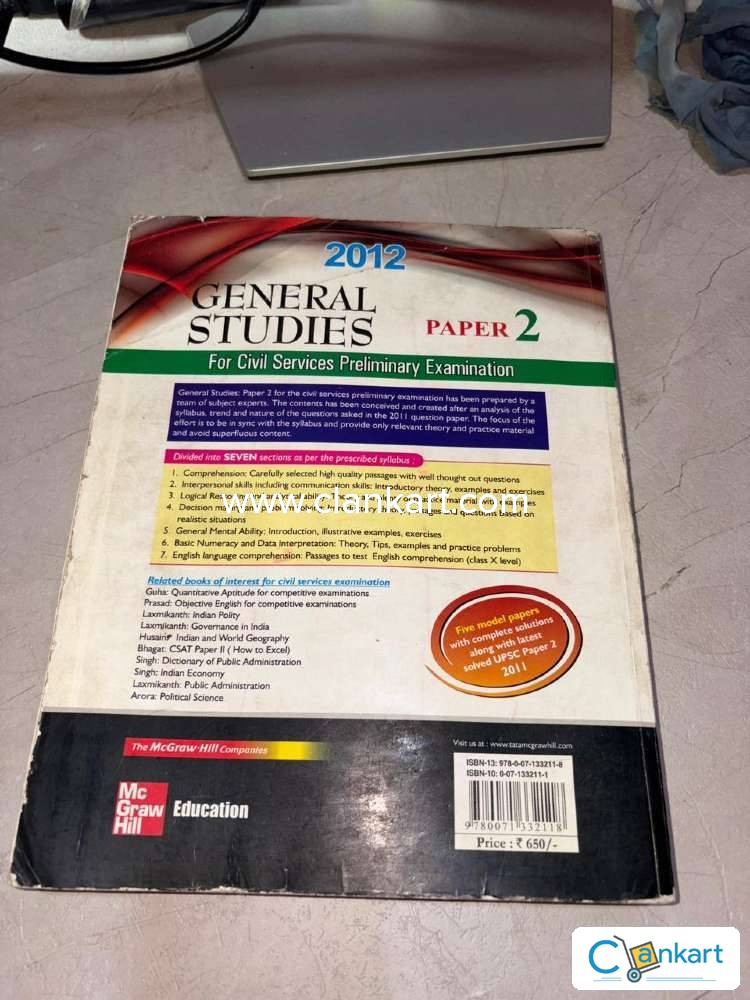 2012
GENERAL
STUDIES
PAPER 2
For Civil Services Preliminary Examination
General Studies: Paper 2 for the civil services preliminary examination has been prepared by a
team of subject experts. The contents has been conceived and created after an analysis of the
syllabus, trend and nature of the questions asked in the 2011 question paper. The focus of the
effort is to be in sync with the syllabus and provide only relevant theory and practice material
and avoid superfluous content.
Divided into SEVEN sections as per the prescribed syllabus :
1. Comprehension: Carefully selected high quality passages with well thought out questions
2. Interpersonal skills including communication skills: Introductory theory, examples and exercises
3. Logical
4. Decision and questions based on
realistic situations
5 General Mental Ability: Introduction, illustrative examples, exercises
6. Basic Numeracy and Data Interpretation: Theory, Tips, examples and practice problems
7. English language comprehension: Passages to test English comprehension (class X level)
www.clankart.com
Related books of interest for civil services examination
Guha: Quantitative Aptitude for competitive examinations
Prasad: Objective English for competitive examinations
Laxmikanth: Indian Polity
Laxmikanth: Governance in India
Husain: Indian and World Geography
Bhagat: CSAT Paper II ( How to Excel)
Singh: Dictionary of Public Administration
Singh: Indian Economy
Laxmikanth: Public Administration
Arora: Political Science
Five model papers
with complete solutions
along with latest
solved UPSC Paper 2
2011
The McGraw-Hill Companies
Visit us at : www.tatamcgrawhill.com
Mc
Graw
Hill
Education
ISBN-13: 978-0-07-133211-8
ISBN-10: 0-07-133211-1
9 780071 332118
Price : ₹ 650/-
Clankart